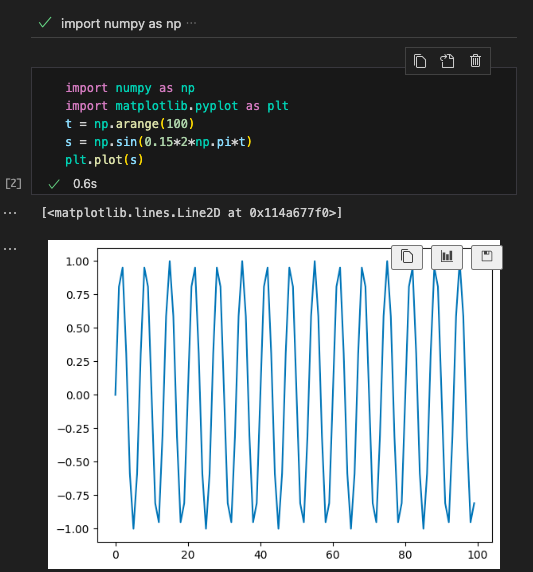 import numpy as np ...
import numpy as np
import matplotlib.pyplot as plt
t = np.arange(100)
s = np.sin(0.15*2*np.pi*t)
plt.plot(s)
[2]
0.6s
...
[<matplotlib.lines.Line2D at 0x114a677f0>]
...
1.00
0.75
0.50
0.25
0.00
−0.25
−0.50
−0.75
−1.00
0 20 40 60 80 100